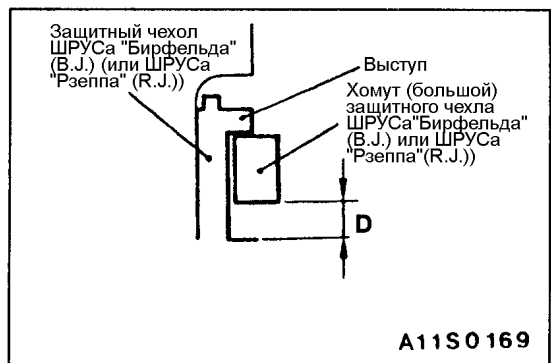 Защитный чехол
ШРУСа "Бирфельда"
(B.J.) (или ШРУСа
"Рзеппа" (R.J.))
Выступ
Хомут (большой)
защитного чехла
ШРУСа"Бирфельда"
(B.J.) или ШРУСа
"Рзеппа"(R.J.))
D
A11S0169